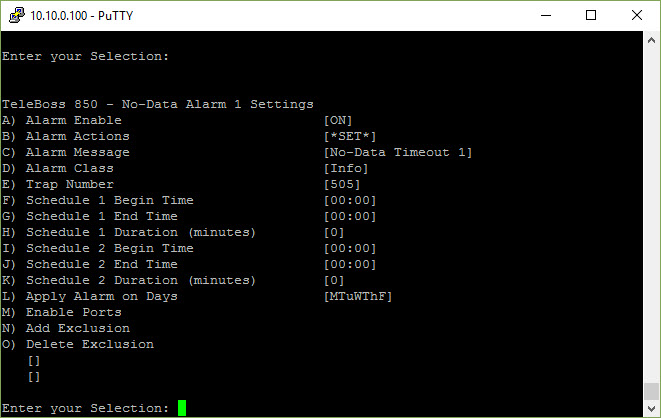 10.10.0.100 - PuTTY
Enter your Selection:
TeleBoss 850 - No-Data Alarm 1 Settings
A) Alarm Enable [ON]
B) Alarm Actions [*SET*]
C) Alarm Message [No-Data Timeout 1]
D) Alarm Class [Info]
E) Trap Number [505]
F) Schedule 1 Begin Time [00:00]
G) Schedule 1 End Time [00:00]
H) Schedule 1 Duration (minutes) [0]
I) Schedule 2 Begin Time [00:00]
J) Schedule 2 End Time [00:00]
K) Schedule 2 Duration (minutes) [0]
L) Apply Alarm on Days [MTuWThF]
M) Enable Ports
N) Add Exclusion
O) Delete Exclusion
[]
[]
Enter your Selection: